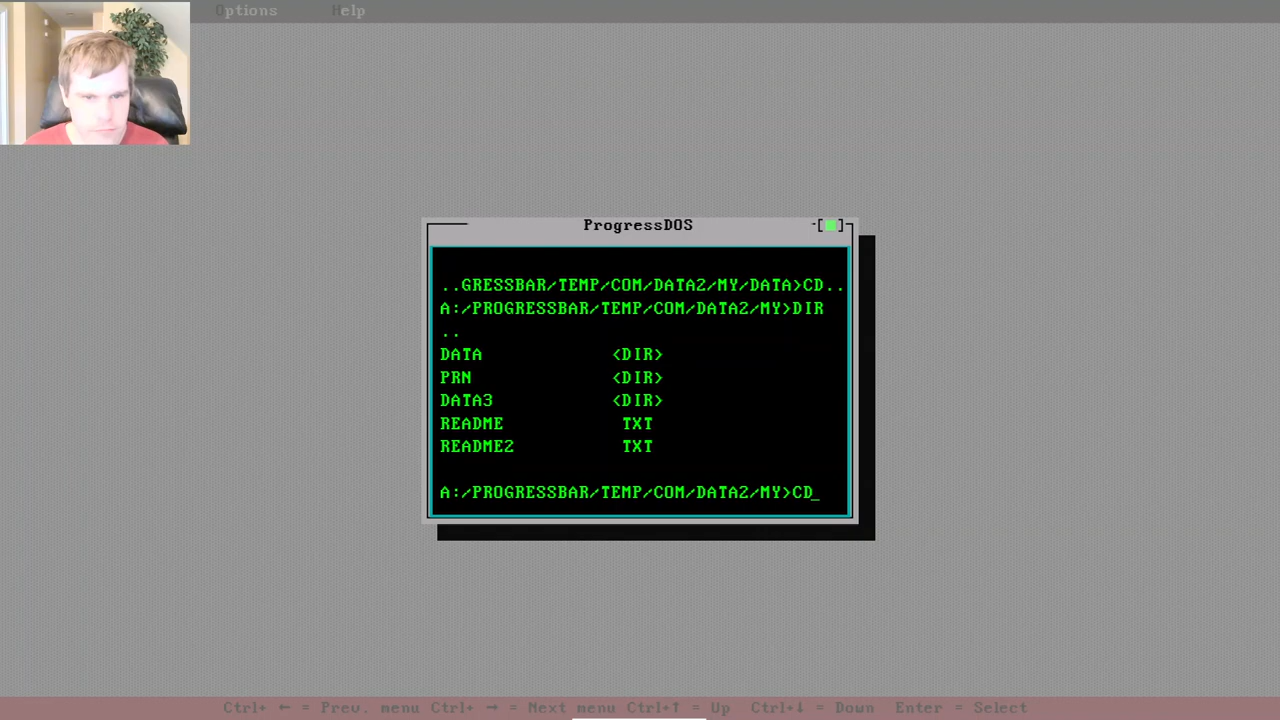 Options Help
ProgressDOS
..GRESSBAR/TEMP/COM/DATA2/MY/DATA>CD..
A:/PROGRESSBAR/TEMP/COM/DATA2/MY>DIR
..
DATA <DIR>
PRN <DIR>
DATA3 <DIR>
README TXT
README2 TXT
A:/PROGRESSBAR/TEMP/COM/DATA2/MY>CD_
Ctrl+ ← = Prev. menu Ctrl+ → = Next menu Ctrl+↑ = Up Ctrl+↓ = Down Enter = Select